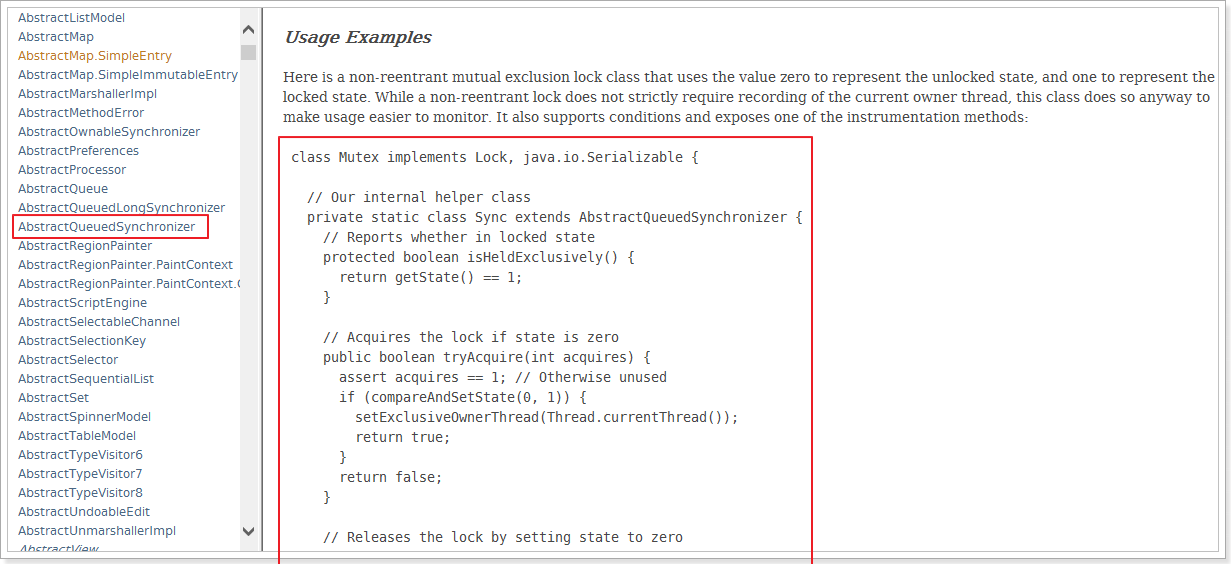 AbstractListModel
AbstractMap
AbstractMap.SimpleEntry
AbstractMap.SimpleImmutableEntry
AbstractMarshallerImpl
AbstractMethodError
AbstractOwnableSynchronizer
AbstractPreferences
AbstractProcessor
AbstractQueue
AbstractQueuedLongSynchronizer
AbstractQueuedSynchronizer
AbstractRegionPainter
AbstractRegionPainter.PaintContext
AbstractRegionPainter.PaintContext.C
AbstractScriptEngine
AbstractSelectableChannel
AbstractSelectionKey
AbstractSelector
AbstractSequentialList
AbstractSet
AbstractSpinnerModel
AbstractTableModel
AbstractTypeVisitor6
AbstractTypeVisitor7
AbstractTypeVisitor8
AbstractUndoableEdit
AbstractUnmarshallerImpl
AbstractView
Usage Examples
Here is a non-reentrant mutual exclusion lock class that uses the value zero to represent the unlocked state, and one to represent the
locked state. While a non-reentrant lock does not strictly require recording of the current owner thread, this class does so anyway to
make usage easier to monitor. It also supports conditions and exposes one of the instrumentation methods:
class Mutex implements Lock, java.io.Serializable {
// Our internal helper class
private static class Sync extends AbstractQueuedSynchronizer {
// Reports whether in locked state
protected boolean isHeldExclusively() {
return getState() == 1;
}
// Acquires the lock if state is zero
public boolean tryAcquire(int acquires) {
assert acquires == 1; // Otherwise unused
if (compareAndSetState(0, 1)) {
setExclusiveOwnerThread(Thread.currentThread());
return true;
}
return false;
}
// Releases the lock by setting state to zero